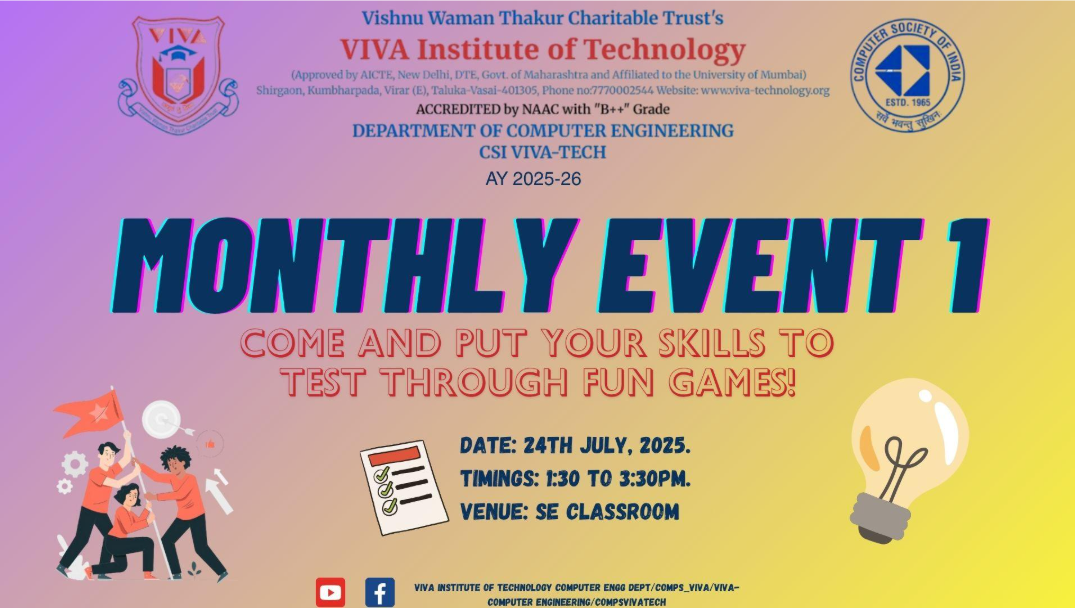 Vishnu Waman Thakur Charitable Trust's
VIVA Institute of Technology
(Approved by AICTE, New Delhi, DTE, Govt. of Maharashtra and Affiliated to the University of Mumbai)
Shirgaon, Kumbharpada, Virar (E), Taluka-Vasai-401305, Phone no:7770002544 Website: www.viva-technology.org
ACCREDITED by NAAC with "B++" Grade
DEPARTMENT OF COMPUTER ENGINEERING
CSI VIVA-TECH
AY 2025-26
VIVA
COMPUTER SOCIETY OF INDIA
ESTD. 1965
सर्वे भवन्तु सुखिनः
MONTHLY EVENT 1
COME AND PUT YOUR SKILLS TO
TEST THROUGH FUN GAMES!
DATE: 24TH JULY, 2025.
TIMINGS: 1:30 TO 3:30PM.
VENUE: SE CLASSROOM
VIVA INSTITUTE OF TECHNOLOGY COMPUTER ENGG DEPT/COMPS_VIVA/VIVA-
COMPUTER ENGINEERING/COMPSVIVATECH